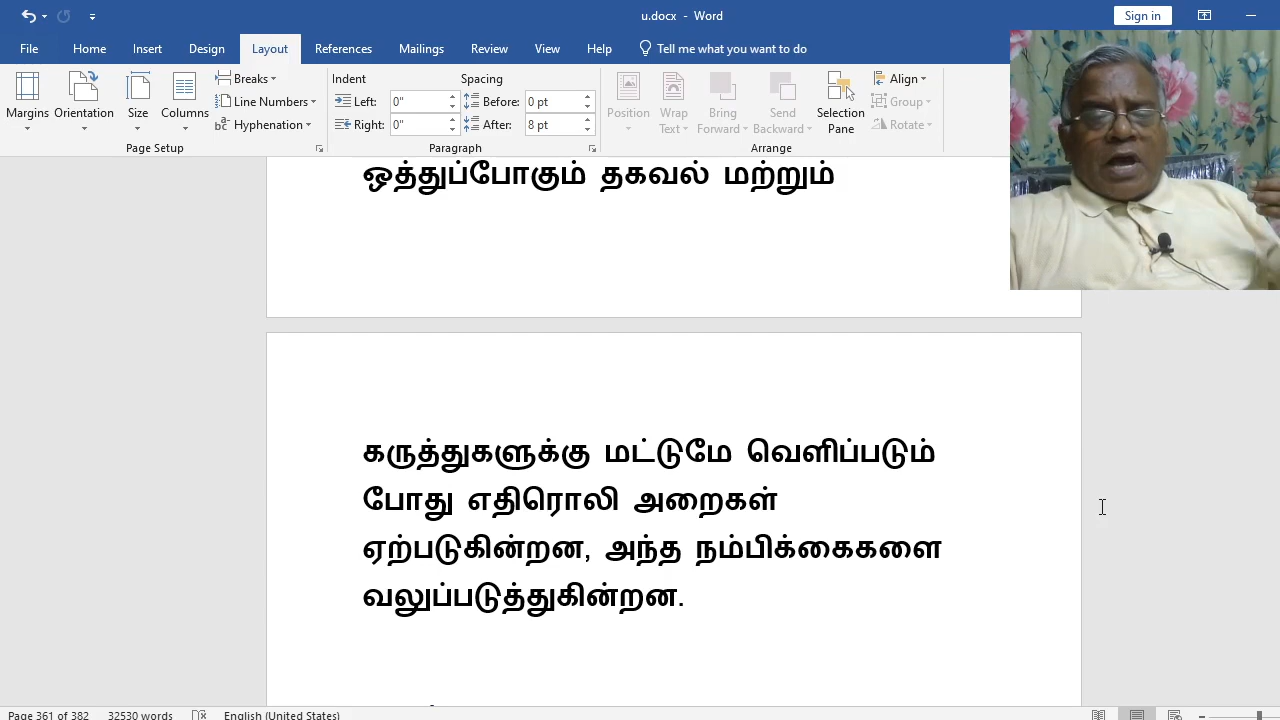 u.docx - Word
Sign in
File Home Insert Design Layout References Mailings Review View Help Tell me what you want to do
Margins Orientation Size Columns Breaks Line Numbers Hyphenation
Indent Left: 0" Right: 0"
Spacing Before: 0 pt After: 8 pt
Position Wrap Text Bring Forward Send Backward Selection Pane Align Group Rotate
Page Setup Paragraph Arrange
ஒத்துப்போகும் தகவல் மற்றும்
கருத்துகளுக்கு மட்டுமே வெளிப்படும்
போது எதிரொலி அறைகள்
ஏற்படுகின்றன, அந்த நம்பிக்கைகளை
வலுப்படுத்துகின்றன.
Page 361 of 382 32530 words English (United States)